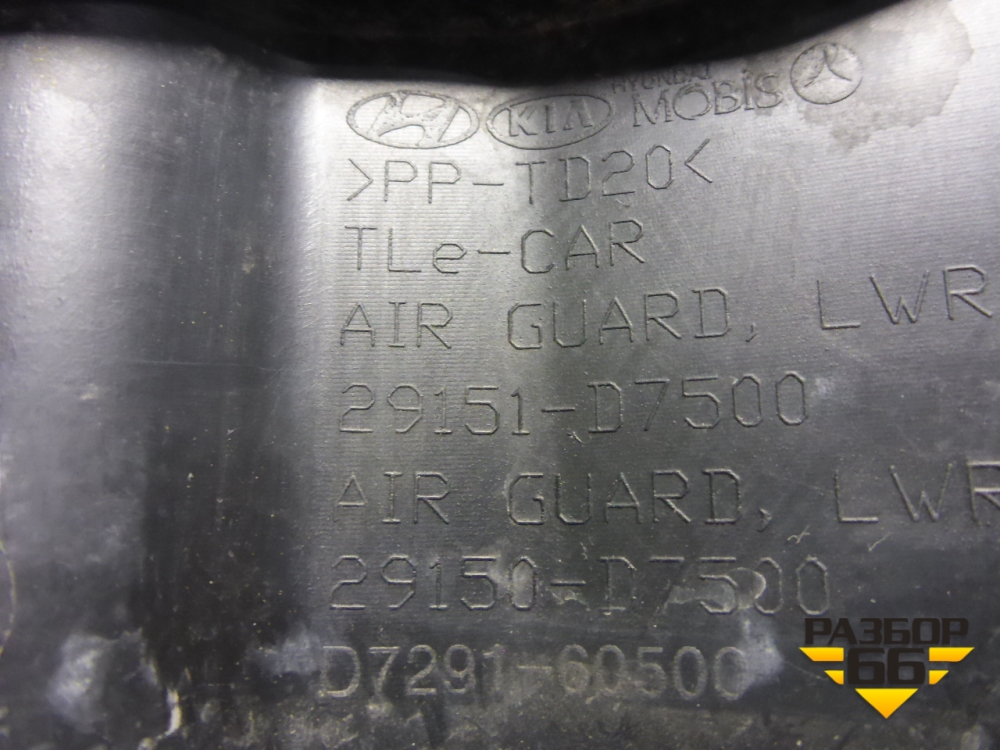 KIA HYUNDAI MOBIS
>PP-TD20<
TLe-CAR
AIR GUARD, LWR
29151-D7500
AIR GUARD, LWR
29150-D7500
D7291-60500
РАЗБОР
66